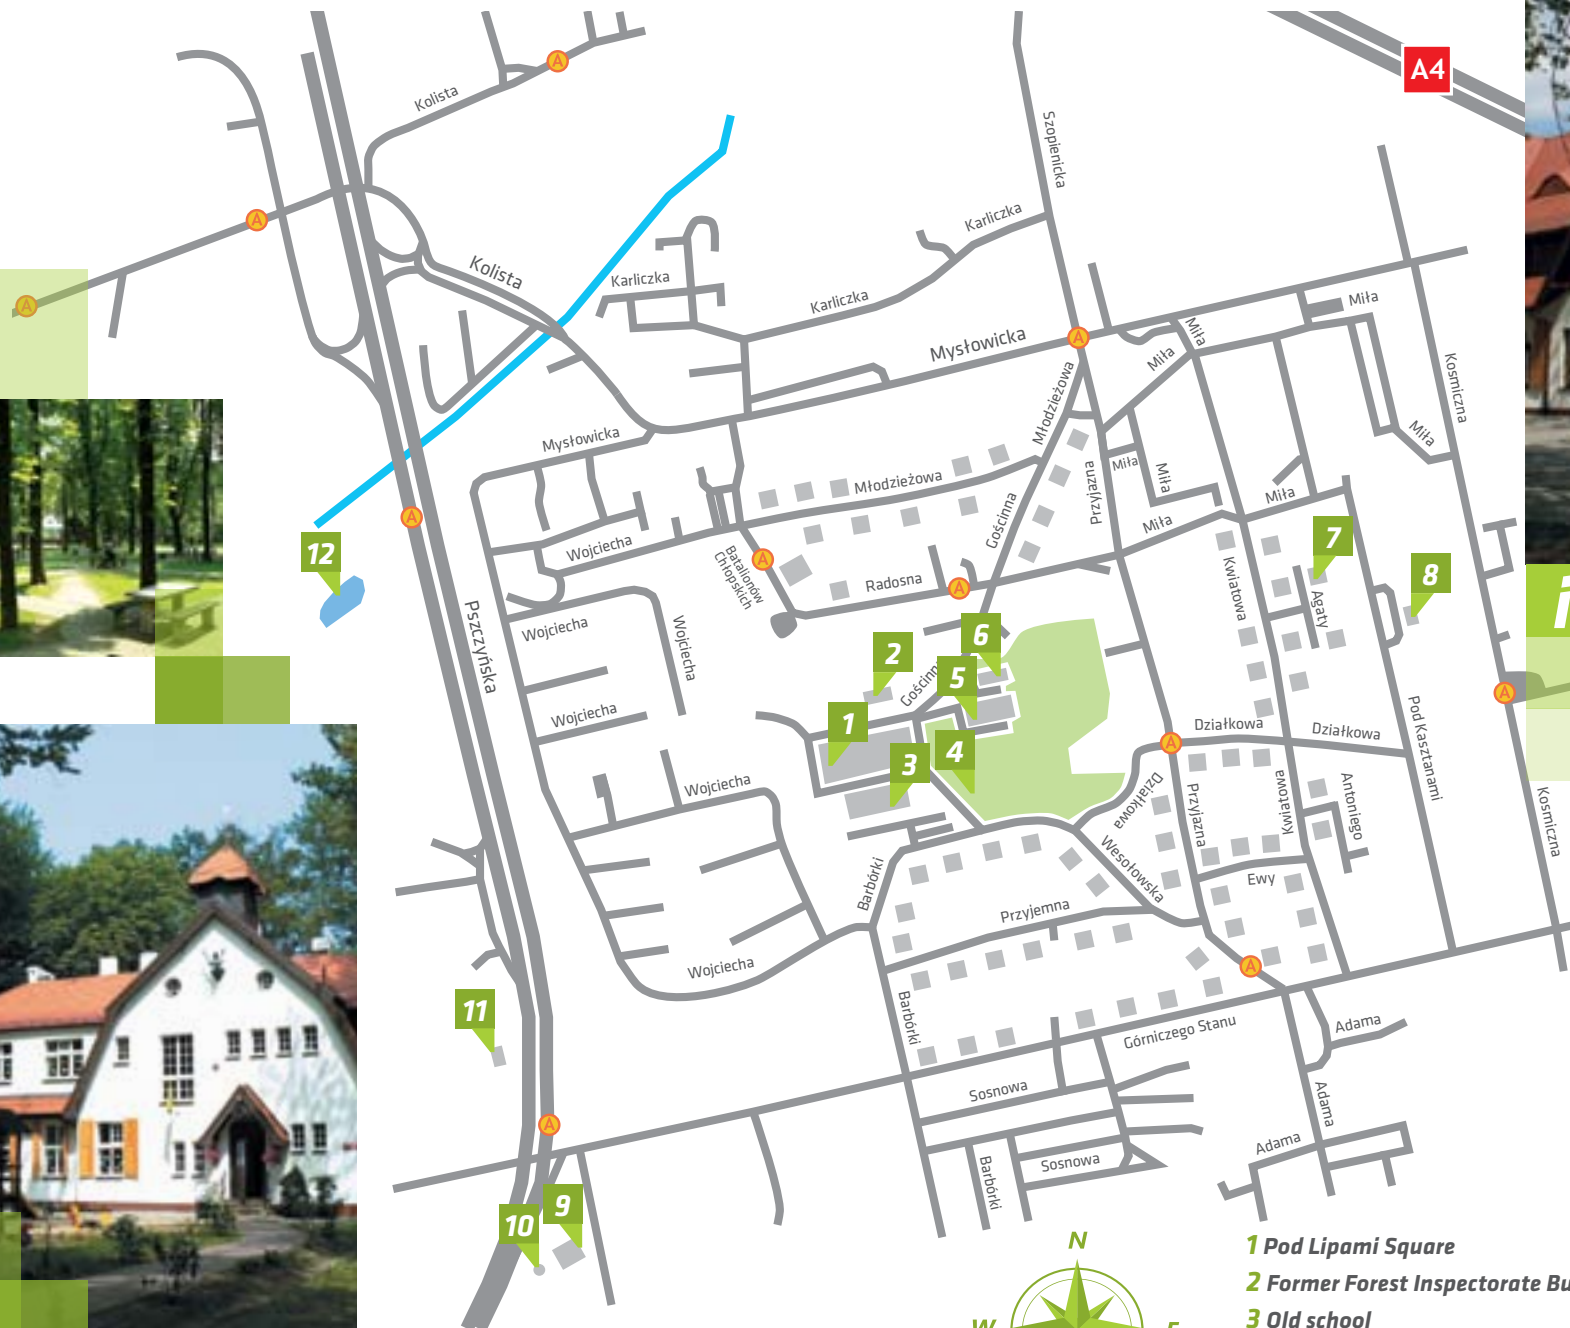 A4
A
Kolista
Szopienicka
A
Karliczka
Kolista
Karliczka
A
Karliczka
Miła
Miła
Mysłowicka
A
Miła
Kosmiczna
Młodzieżowa
Miła
Mysłowicka
Miła
Miła
Młodzieżowa
Przyjazna
Miła
Gościnna
A
Miła
12
Wojciecha
Batalionów
Chłopskich
A
7
Radosna
A
Kwiatowa
8
Agaty
Pszczyńska
Wojciecha
Wojciecha
6
2
5
Gościnna
A
Wojciecha
1
Działkowa
Działkowa
Pod Kasztanami
A
4
3
Wojciecha
Działkowa
Przyjazna
Kwiatowa
Antoniego
Kosmiczna
Wesołowska
Barbórki
Ewy
Przyjemna
Wojciecha
A
11
Barbórki
Górniczego Stanu
Adama
Sosnowa
Adama
A
Adama
Sosnowa
Barbórki
9
10
N
W
1 Pod Lipami Square
2 Former Forest Inspectorate Bu
3 Old school